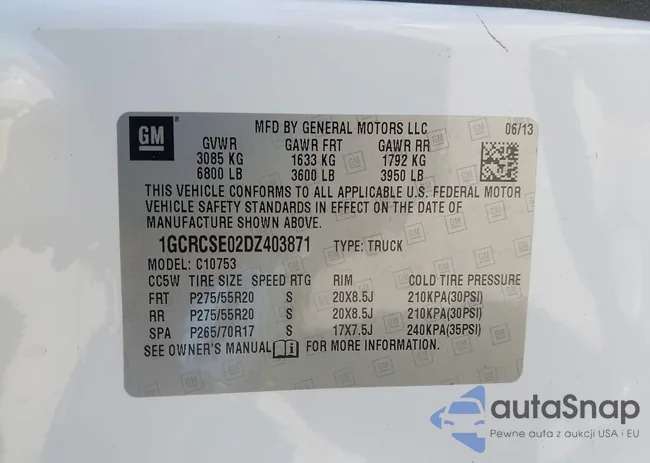 GM
MFD BY GENERAL MOTORS LLC 06/13
GVWR GAWR FRT GAWR RR
3085 KG 1633 KG 1792 KG
6800 LB 3600 LB 3950 LB
THIS VEHICLE CONFORMS TO ALL APPLICABLE U.S. FEDERAL MOTOR
VEHICLE SAFETY STANDARDS IN EFFECT ON THE DATE OF
MANUFACTURE SHOWN ABOVE.
1GCRCSE02DZ403871 TYPE: TRUCK
MODEL: C10753
CC5W TIRE SIZE SPEED RTG RIM COLD TIRE PRESSURE
FRT P275/55R20 S 20X8.5J 210KPA(30PSI)
RR P275/55R20 S 20X8.5J 210KPA(30PSI)
SPA P265/70R17 S 17X7.5J 240KPA(35PSI)
SEE OWNER'S MANUAL FOR MORE INFORMATION.
autaSnap
Pewne auta z aukcji USA i EU